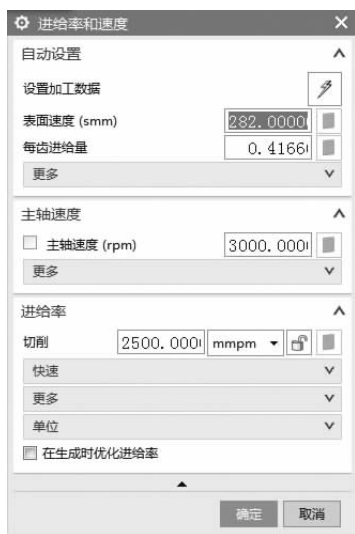 进给率和速度
自动设置
设置加工数据
表面速度 (smm) 282.0000
每齿进给量 0.4166
更多
主轴速度
主轴速度 (rpm) 3000.000
更多
进给率
切削 2500.000 mmpm
快速
更多
单位
在生成时优化进给率
确定 取消